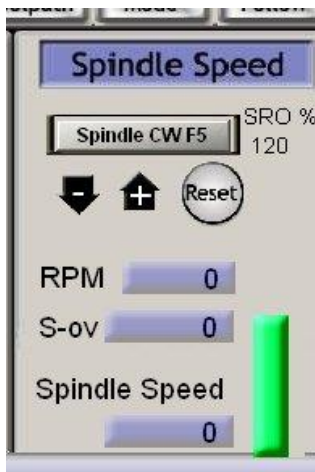 Spindle Speed
SRO %
Spindle CW F5
120
- + Reset
RPM 0
S-ov 0
Spindle Speed
0